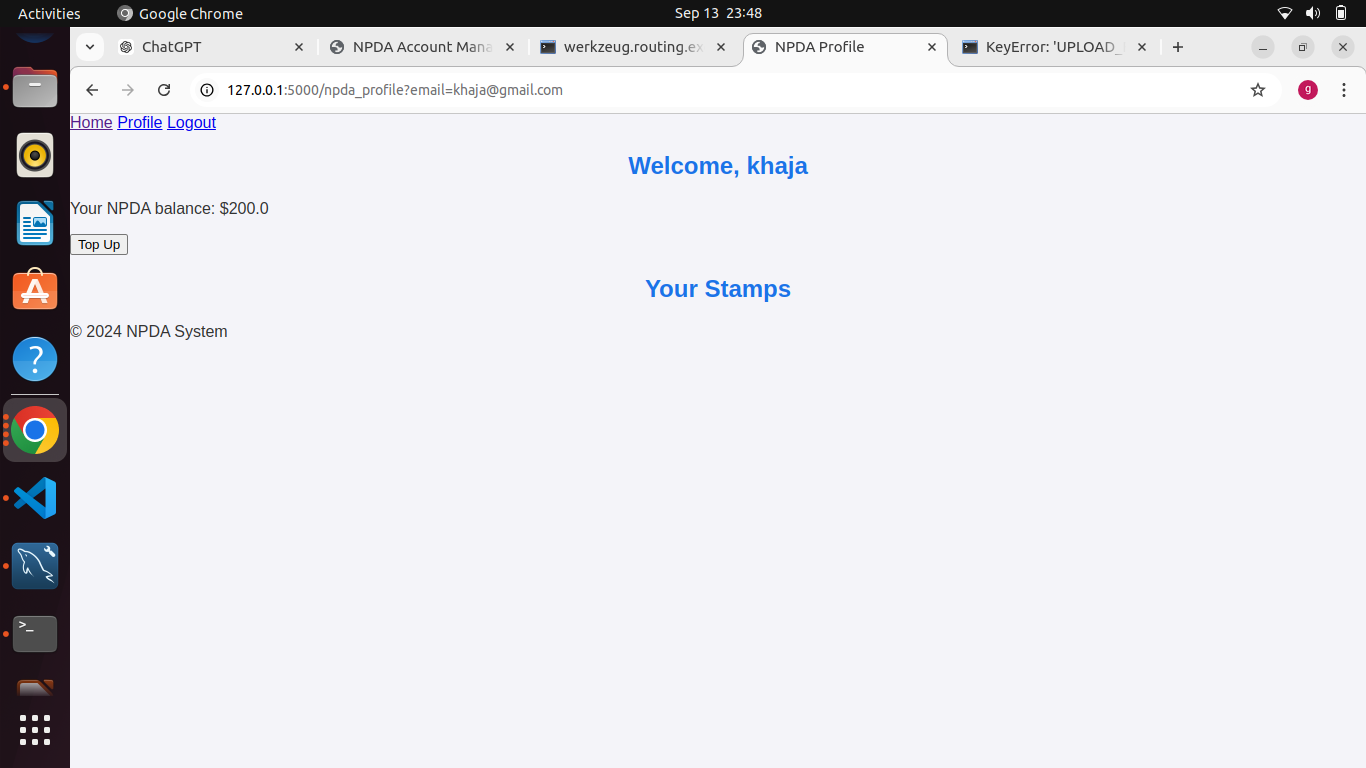 Activities Google Chrome Sep 13 23:48
ChatGPT NPDA Account Mana werkzeug.routing.ex NPDA Profile KeyError: 'UPLOAD_
127.0.0.1:5000/npda_profile?email=khaja@gmail.com g
Home Profile Logout
Welcome, khaja
Your NPDA balance: $200.0
Top Up
Your Stamps
© 2024 NPDA System